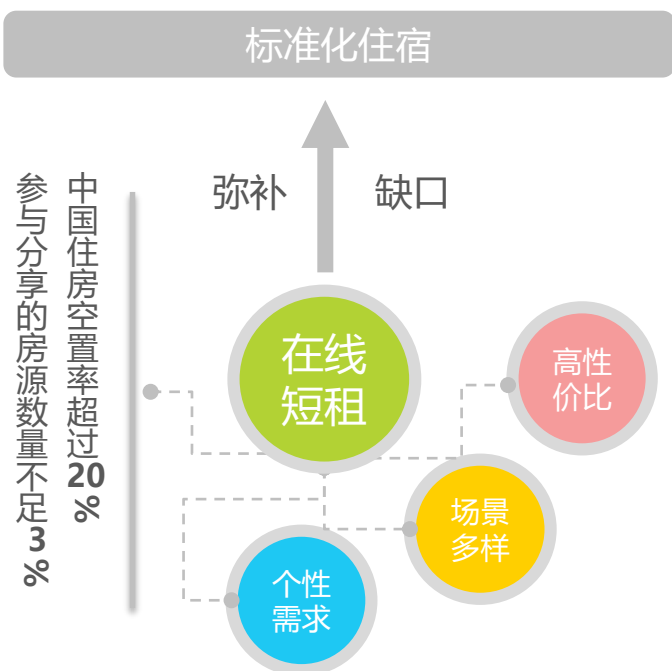 标准化住宿
弥补 缺口
中国住房空置率超过20%
参与分享的房源数量不足3%
在线
短租
高性
价比
场景
多样
个性
需求